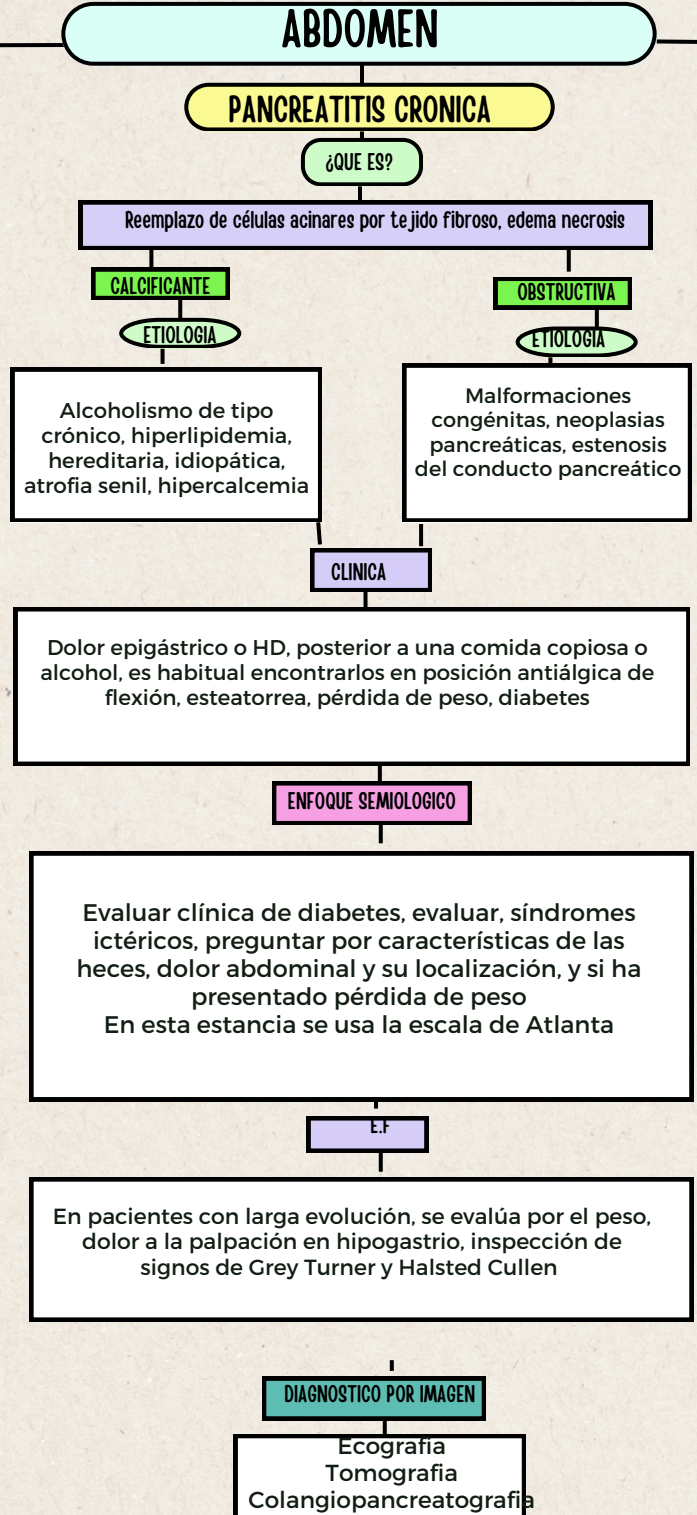 ABDOMEN
PANCREATITIS CRONICA
¿QUE ES?
Reemplazo de células acinares por tejido fibroso, edema necrosis
CALCIFICANTE
ETIOLOGIA
Alcoholismo de tipo
crónico, hiperlipidemia,
hereditaria, idiopática,
atrofia senil, hipercalcemia
OBSTRUCTIVA
ETIOLOGIA
Malformaciones
congénitas, neoplasias
pancreáticas, estenosis
del conducto pancreático
CLINICA
Dolor epigástrico o HD, posterior a una comida copiosa o
alcohol, es habitual encontrarlos en posición antiálgica de
flexión, esteatorrea, pérdida de peso, diabetes
ENFOQUE SEMIOLOGICO
Evaluar clínica de diabetes, evaluar, síndromes
ictéricos, preguntar por características de las
heces, dolor abdominal y su localización, y si ha
presentado pérdida de peso
En esta estancia se usa la escala de Atlanta
E.F
En pacientes con larga evolución, se evalúa por el peso,
dolor a la palpación en hipogastrio, inspección de
signos de Grey Turner y Halsted Cullen
DIAGNOSTICO POR IMAGEN
Ecografia
Tomografia
Colangiopancreatografia